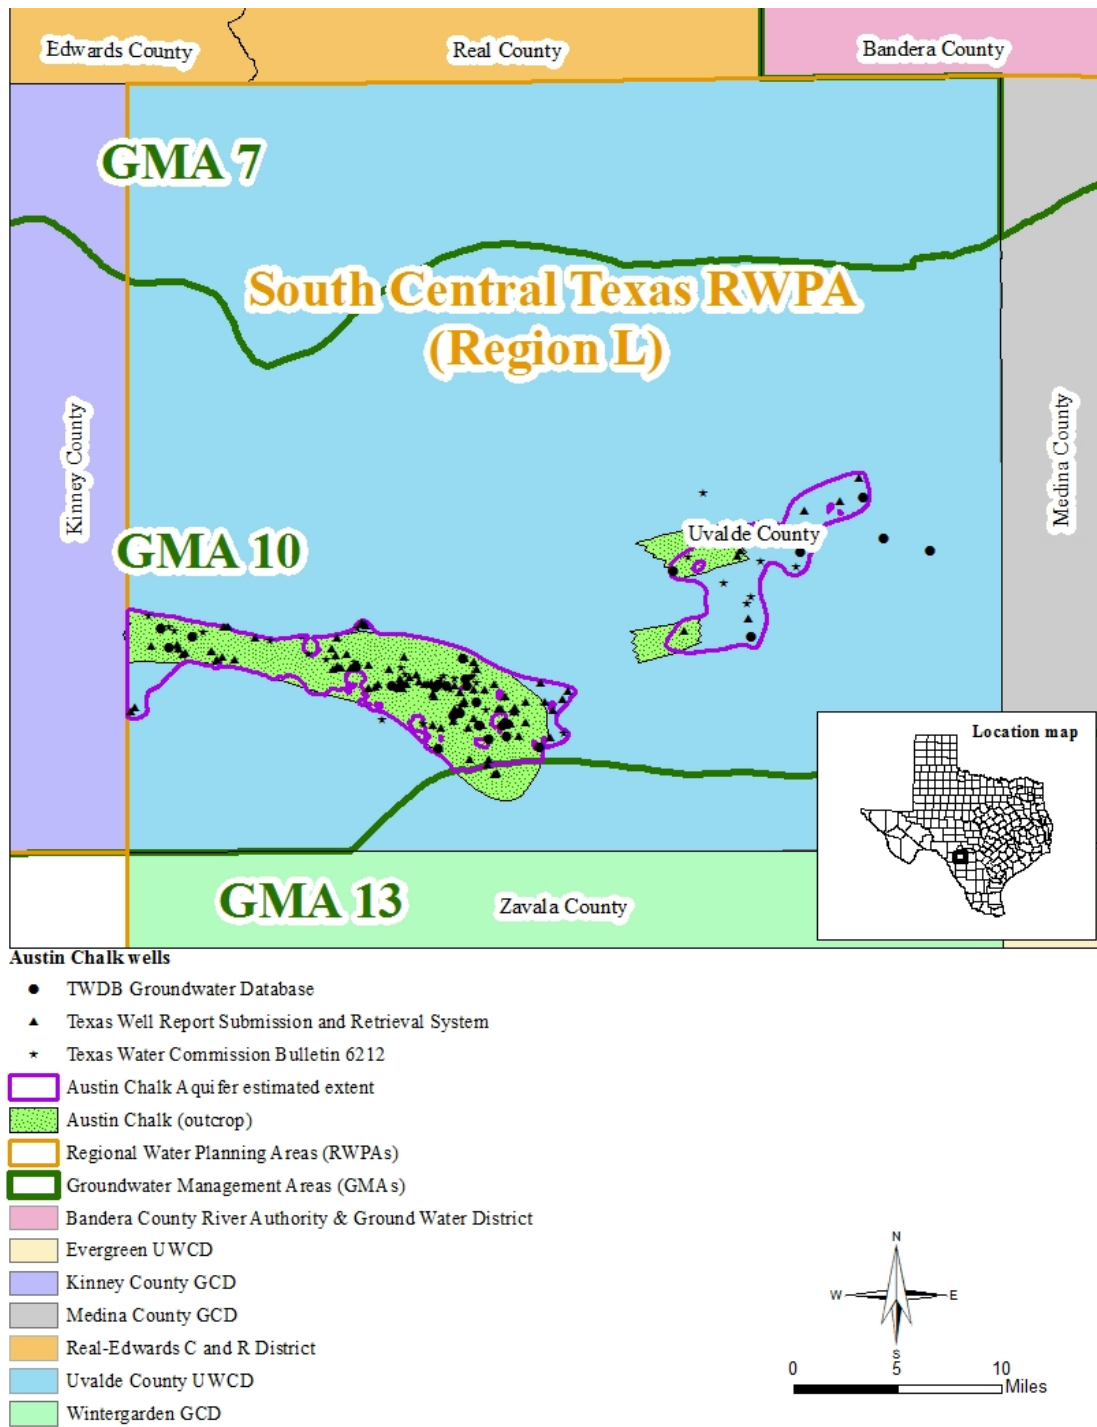 Edwards County
Real County
Bandera County
GMA 7
South Central Texas RWPA
(Region L)
Kinney County
Medina County
Uvalde County
GMA 10
Location map
GMA 13
Zavala County
Austin Chalk wells
TWDB Groundwater Database
Texas Well Report Submission and Retrieval System
Texas Water Commission Bulletin 6212
Austin Chalk Aquifer estimated extent
Austin Chalk (outcrop)
Regional Water Planning Areas (RWPAs)
Groundwater Management Areas (GMAs)
Bandera County River Authority & Ground Water District
Evergreen UWCD
Kinney County GCD
Medina County GCD
Real-Edwards C and R District
Uvalde County UWCD
Wintergarden GCD
N
W
E
S
0 5 10
Miles